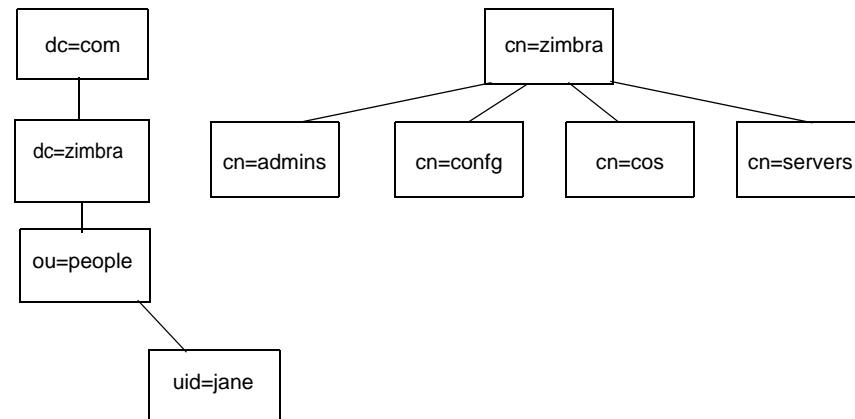 dc=com
cn=zimbra
dc=zimbra
cn=admins
cn=confg
cn=cos
cn=servers
ou=people
uid=jane